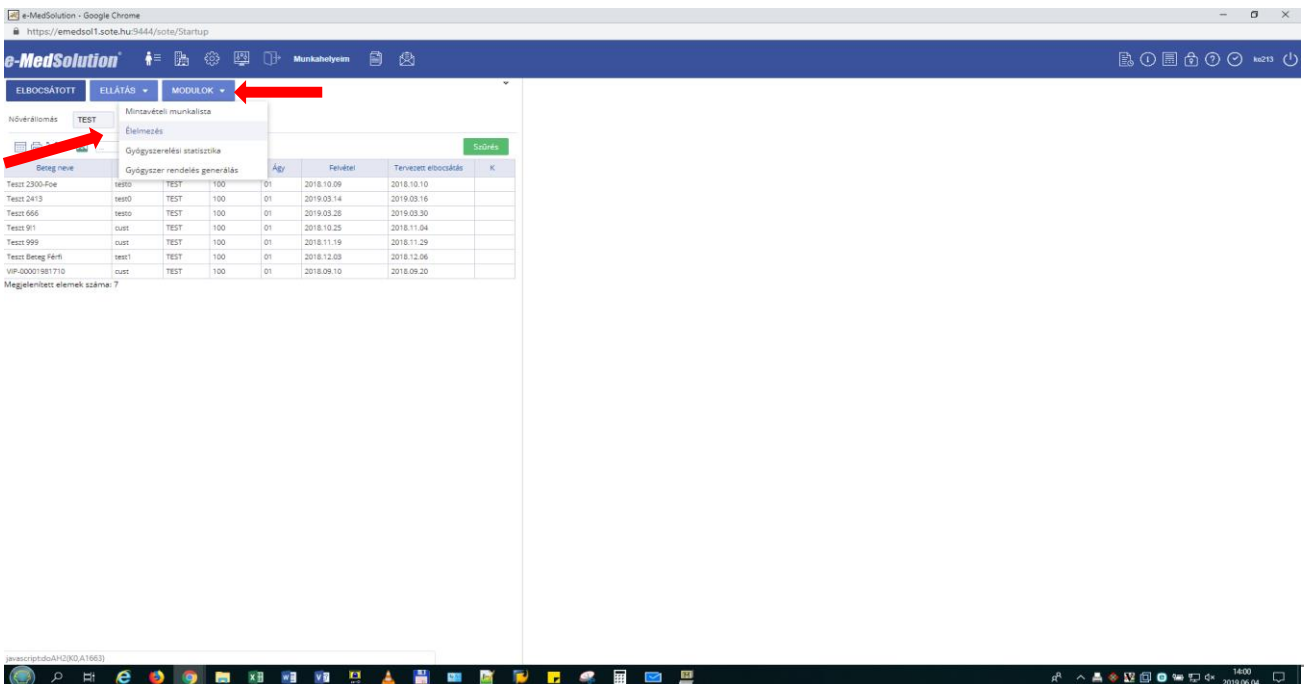 e-MedSolution - Google Chrome
https://emedsol1.sote.hu:9444/sote/Startup
e-MedSolution Munkahelyeim ko213
ELBOCSÁTOTT ELLÁTÁS MODULOK
Nővérállomás TEST
Mintavételi munkalista
Élelmezés
Gyógyszerelési statisztika
Gyógyszer rendelés generálás
Szűrés
Beteg neve Ágy Felvétel Tervezett elbocsátás K
Teszt 2300-Foe testo TEST 100 01 2018.10.09 2018.10.10
Teszt 2413 test0 TEST 100 01 2019.03.14 2019.03.16
Teszt 666 testo TEST 100 01 2019.03.28 2019.03.30
Teszt 9!1 cust TEST 100 01 2018.10.25 2018.11.04
Teszt 999 cust TEST 100 01 2018.11.19 2018.11.29
Teszt Beteg Férfi test1 TEST 100 01 2018.12.03 2018.12.06
VIP-00001981710 cust TEST 100 01 2018.09.10 2018.09.20
Megjelenített elemek száma: 7
javascript:doAH2(K0,A1663)
14:00
2019.06.04